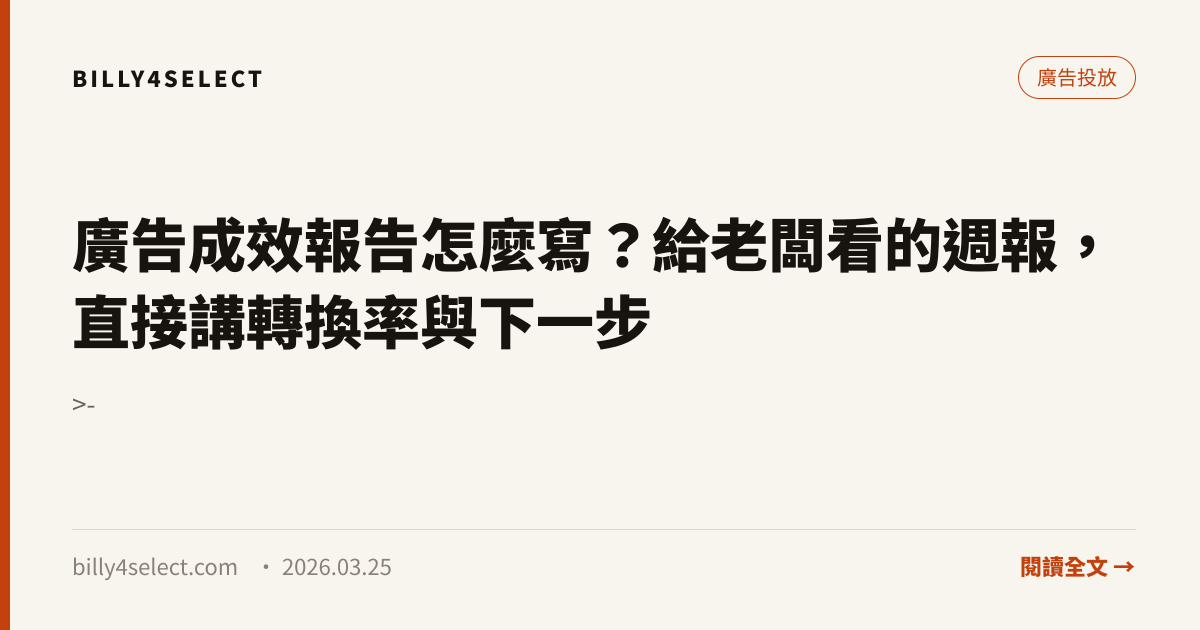 BILLY4SELECT
廣告投放
廣告成效報告怎麼寫？給老闆看的週報，
直接講轉換率與下一步
>-
billy4select.com ・ 2026.03.25
閱讀全文 →